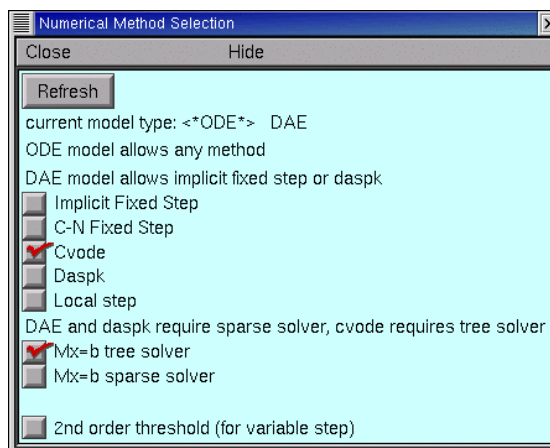 Numerical Method Selection
Close Hide
Refresh
current model type: <*ODE*> DAE
ODE model allows any method
DAE model allows implicit fixed step or daspk
Implicit Fixed Step
C-N Fixed Step
Cvode
Daspk
Local step
DAE and daspk require sparse solver, cvode requires tree solver
Mx=b tree solver
Mx=b sparse solver
2nd order threshold (for variable step)